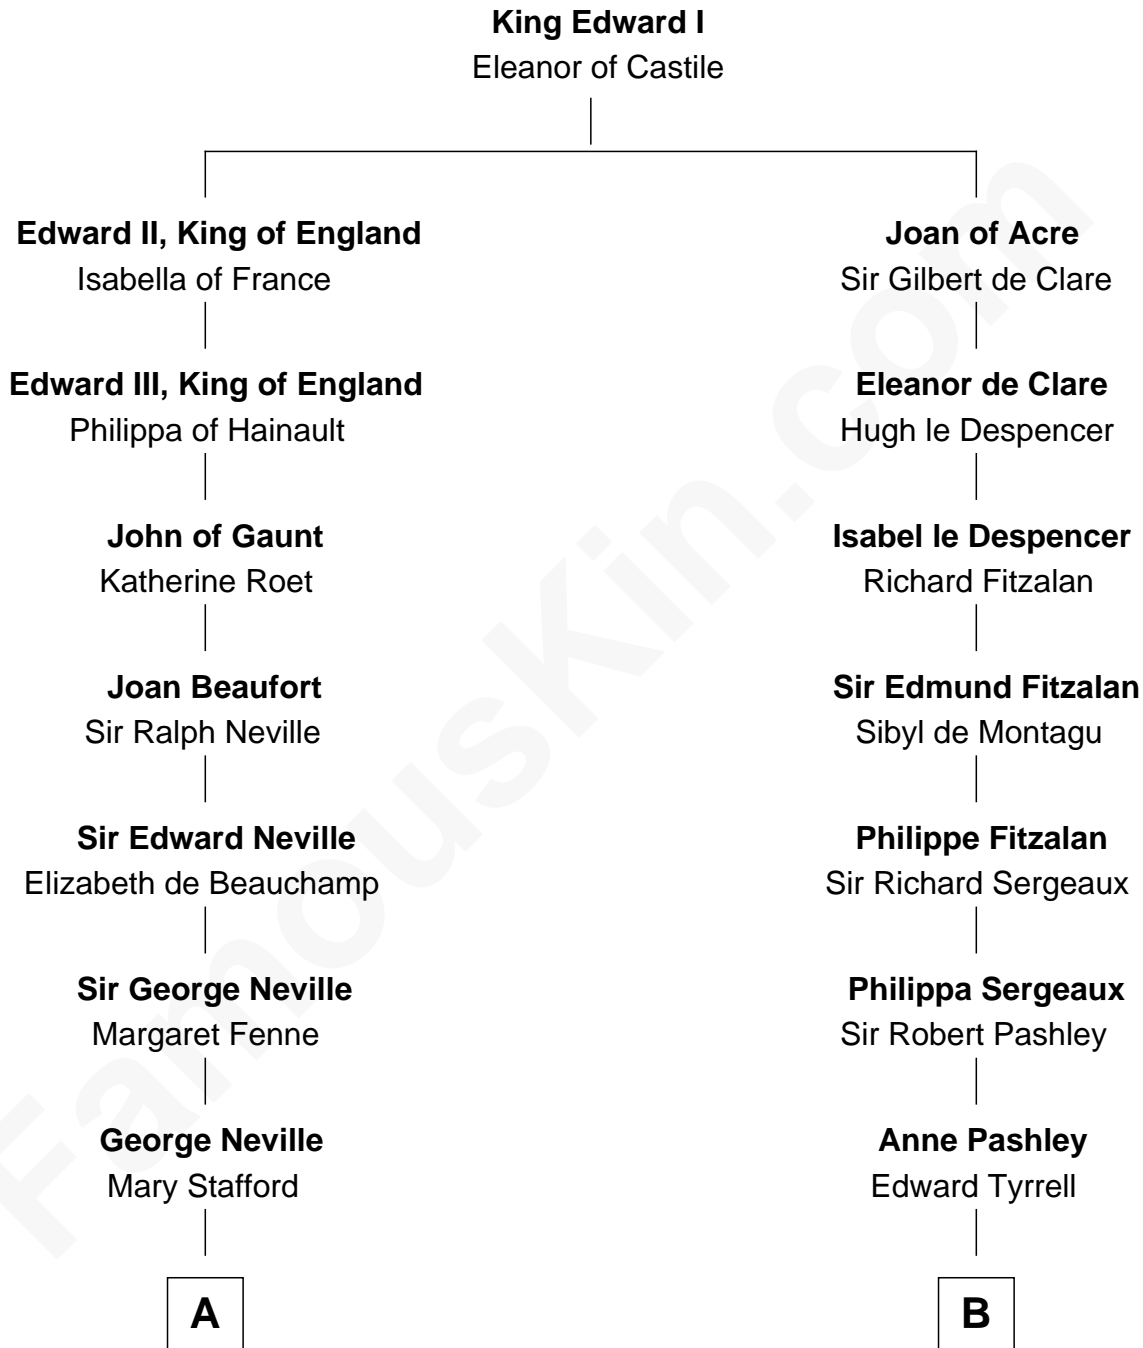 King Edward I
Eleanor of Castile
Edward II, King of England
Isabella of France
Joan of Acre
Sir Gilbert de Clare
Edward III, King of England
Philippa of Hainault
Eleanor de Clare
Hugh le Despencer
John of Gaunt
Katherine Roet
Isabel le Despencer
Richard Fitzalan
Joan Beaufort
Sir Ralph Neville
Sir Edmund Fitzalan
Sibyl de Montagu
Sir Edward Neville
Elizabeth de Beauchamp
Philippe Fitzalan
Sir Richard Sergeaux
Sir George Neville
Margaret Fenne
Philippa Sergeaux
Sir Robert Pashley
George Neville
Mary Stafford
Anne Pashley
Edward Tyrrell
A
B
FamousKin.com